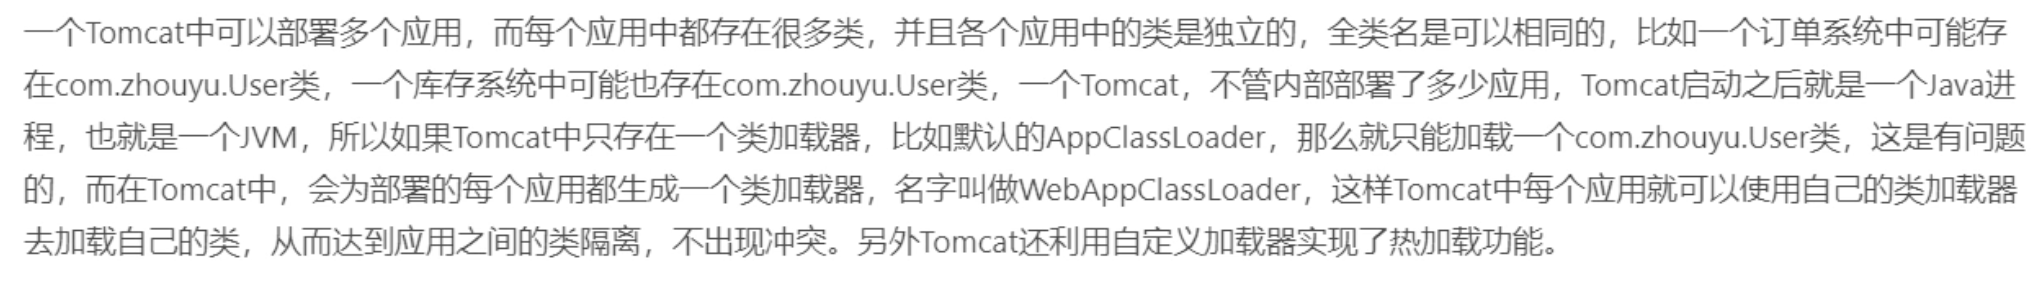 一个Tomcat中可以部署多个应用，而每个应用中都存在很多类，并且各个应用中的类是独立的，全类名是可以相同的，比如一个订单系统中可能存
在com.zhouyu.User类，一个库存系统中可能也存在com.zhouyu.User类，一个Tomcat，不管内部部署了多少应用，Tomcat启动之后就是一个Java进
程，也就是一个JVM，所以如果Tomcat中只存在一个类加载器，比如默认的AppClassLoader，那么就只能加载一个com.zhouyu.User类，这是有问题
的，而在Tomcat中，会为部署的每个应用都生成一个类加载器，名字叫做WebAppClassLoader，这样Tomcat中每个应用就可以使用自己的类加载器
去加载自己的类，从而达到应用之间的类隔离，不出现冲突。另外Tomcat还利用自定义加载器实现了热加载功能。